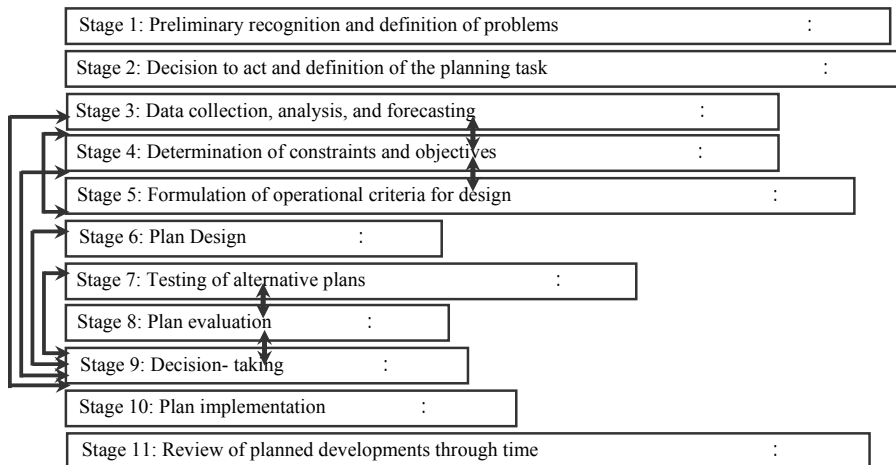 Stage 1: Preliminary recognition and definition of problems :
Stage 2: Decision to act and definition of the planning task :
Stage 3: Data collection, analysis, and forecasting :
Stage 4: Determination of constraints and objectives :
Stage 5: Formulation of operational criteria for design :
Stage 6: Plan Design :
Stage 7: Testing of alternative plans :
Stage 8: Plan evaluation :
Stage 9: Decision- taking :
Stage 10: Plan implementation :
Stage 11: Review of planned developments through time :